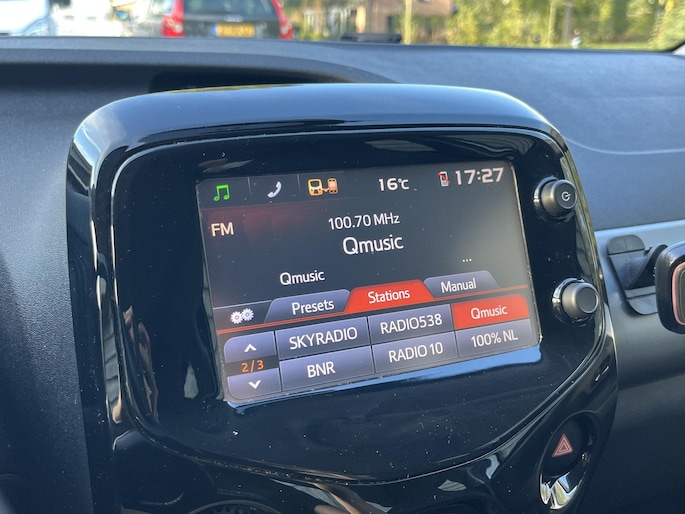 16°C
17:27
FM
100.70 MHz
Qmusic
Qmusic
...
Presets
Stations
Manual
SKYRADIO
RADIO538
Qmusic
2/3
BNR
RADIO 10
100% NL